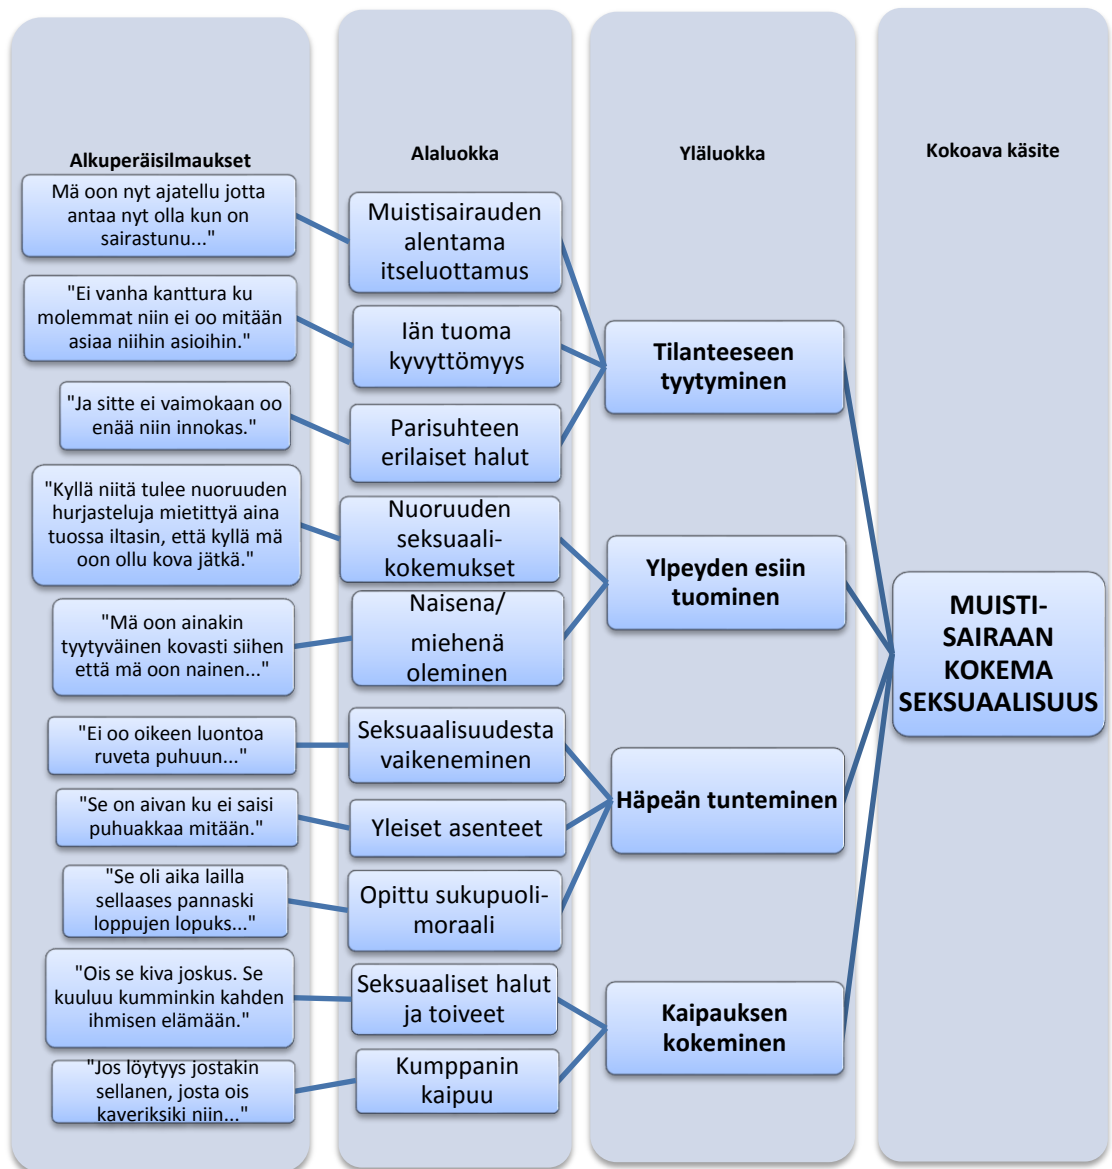 Alkuperäisilmaukset
Mä oon nyt ajatellu jotta
antaa nyt olla kun on
sairastunu..."
"Ei vanha kanttura ku
molemmat niin ei oo mitään
asiaa niihin asioihin."
"Ja sitte ei vaimokaan oo
enää niin innokas."
"Kyllä niitä tulee nuoruuden
hurjasteluja mietittyä aina
tuossa iltasin, että kyllä mä
oon ollu kova jätkä."
"Mä oon ainakin
tyytyväinen kovasti siihen
että mä oon nainen..."
"Ei oo oikeen luontoa
ruveta puhuun..."
"Se on aivan ku ei saisi
puhuakkaa mitään."
"Se oli aika lailla
sellaases pannaski
loppujen lopuks..."
"Ois se kiva joskus. Se
kuuluu kumminkin kahden
ihmisen elämään."
"Jos löytyys jostakin
sellanen, josta ois
kaveriksiki niin..."
Alaluokka
Muistisairauden
alentama
itseluottamus
Iän tuoma
kyvyttömyys
Parisuhteen
erilaiset halut
Nuoruuden
seksuaali-
kokemukset
Naisena/
miehenä
oleminen
Seksuaalisuudesta
vaikeneminen
Yleiset asenteet
Opittu sukupuoli-
moraali
Seksuaaliset halut
ja toiveet
Kumppanin
kaipuu
Yläluokka
Tilanteeseen
tyytyminen
Ylpeyden esiin
tuominen
Häpeän tunteminen
Kaipauksen
kokeminen
Kokoava käsite
MUISTI-
SAIRAAN
KOKEMA
SEKSUAALISUUS